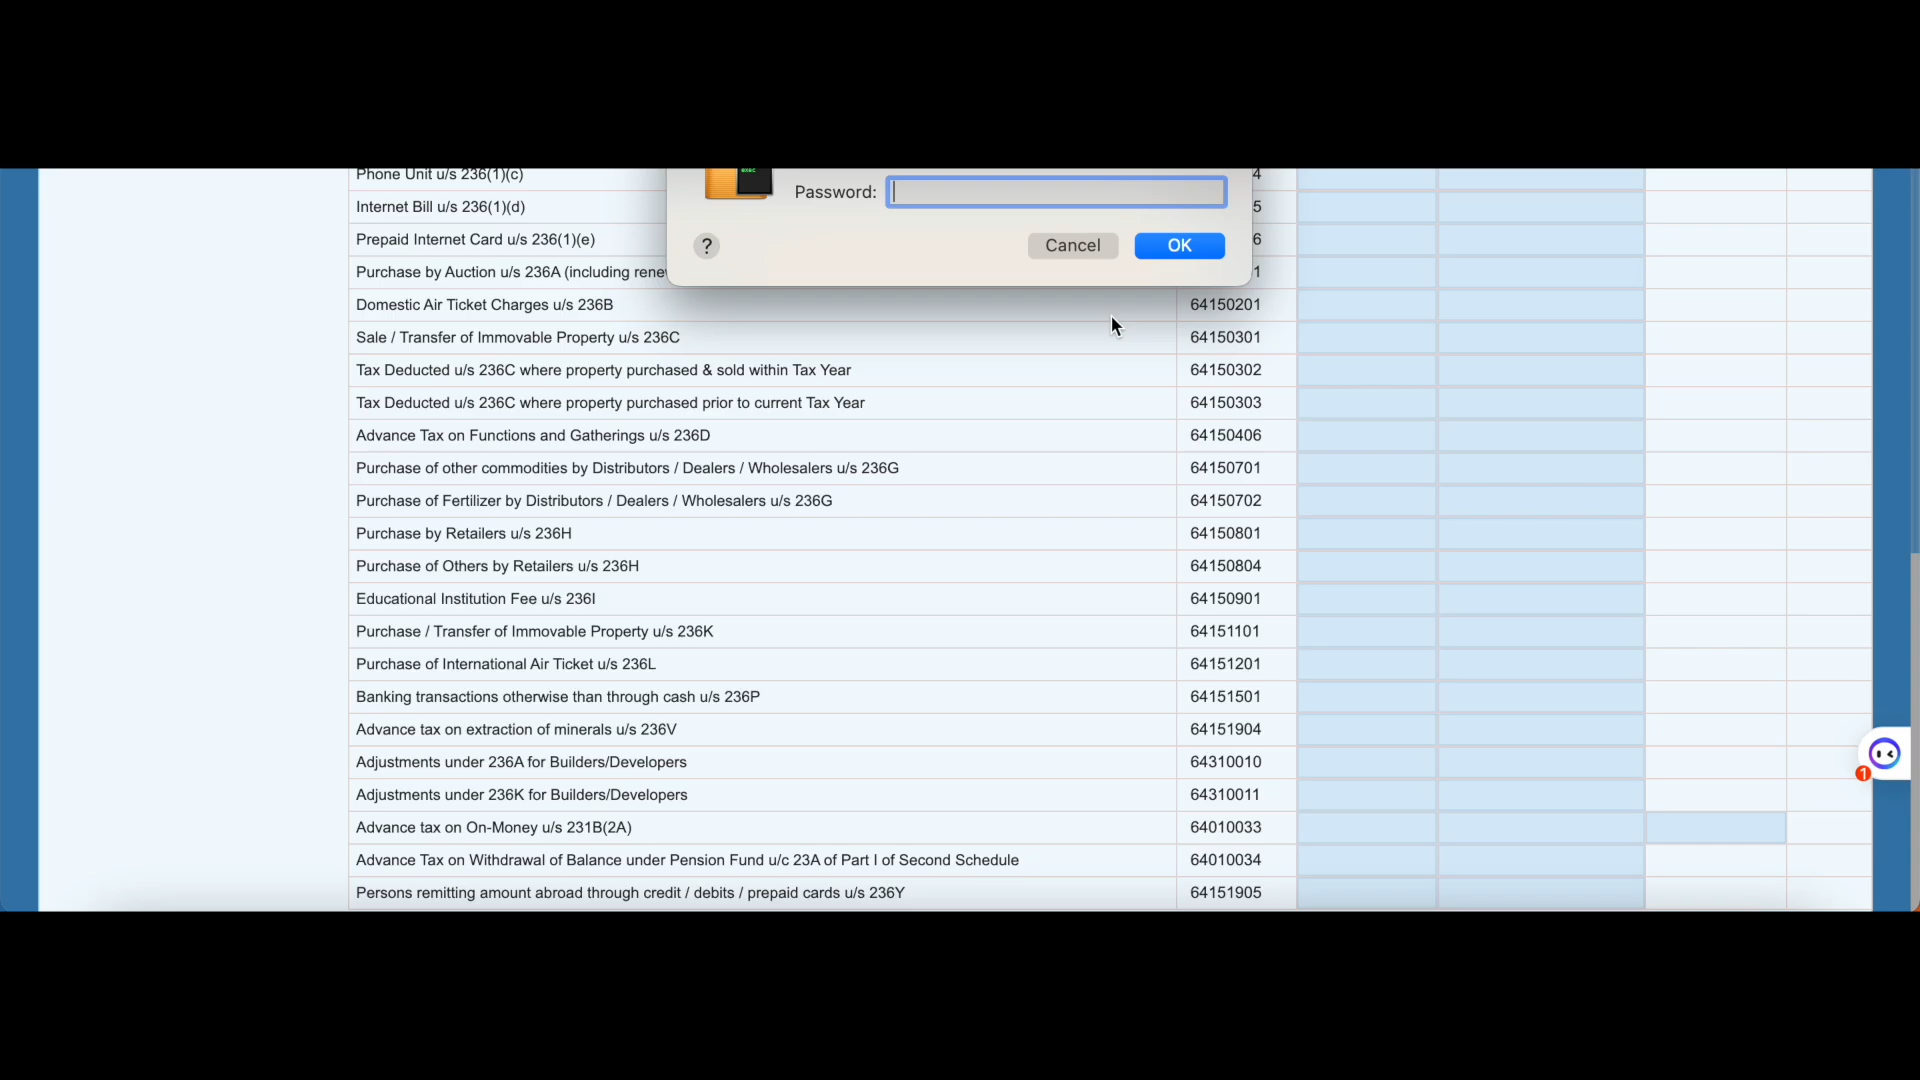 Phone Unit u/s 236(1)(c) 4
exec
Password:
Internet Bill u/s 236(1)(d) 5
Prepaid Internet Card u/s 236(1)(e) 6
? Cancel OK
Purchase by Auction u/s 236A (including 1
Domestic Air Ticket Charges u/s 236B 64150201
Sale / Transfer of Immovable Property u/s 236C 64150301
Tax Deducted u/s 236C where property purchased & sold within Tax Year 64150302
Tax Deducted u/s 236C where property purchased prior to current Tax Year 64150303
Advance Tax on Functions and Gatherings u/s 236D 64150406
Purchase of other commodities by Distributors / Dealers / Wholesalers u/s 236G 64150701
Purchase of Fertilizer by Distributors / Dealers / Wholesalers u/s 236G 64150702
Purchase by Retailers u/s 236H 64150801
Purchase of Others by Retailers u/s 236H 64150804
Educational Institution Fee u/s 236I 64150901
Purchase / Transfer of Immovable Property u/s 236K 64151101
Purchase of International Air Ticket u/s 236L 64151201
Banking transactions otherwise than through cash u/s 236P 64151501
Advance tax on extraction of minerals u/s 236V 64151904
Adjustments under 236A for Builders/Developers 64310010
1
Adjustments under 236K for Builders/Developers 64310011
Advance tax on On-Money u/s 231B(2A) 64010033
Advance Tax on Withdrawal of Balance under Pension Fund u/c 23A of Part I of Second Schedule 64010034
Persons remitting amount abroad through credit / debits / prepaid cards u/s 236Y 64151905